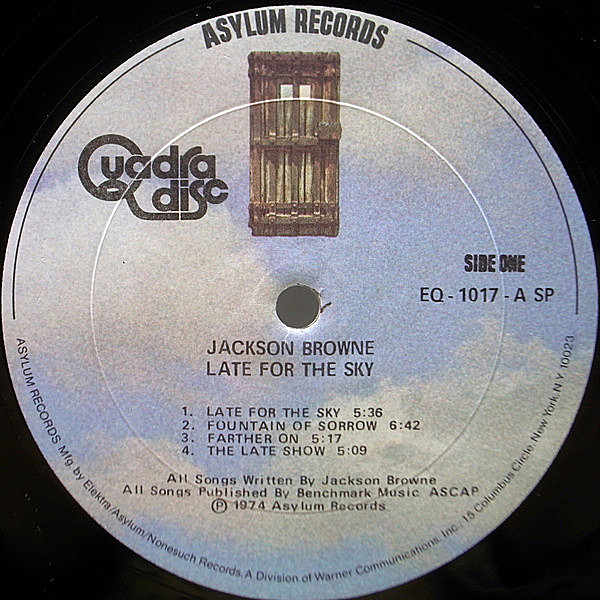 ASYLUM RECORDS
Quadradisc
SIDE ONE
EQ - 1017 - A SP
JACKSON BROWNE
LATE FOR THE SKY
1. LATE FOR THE SKY 5:36
2. FOUNTAIN OF SORROW 6:42
3. FARTHER ON 5:17
4. THE LATE SHOW 5:09
All Songs Written By Jackson Browne
All Songs Published By Benchmark Music ASCAP
Ⓟ 1974 Asylum Records
ASYLUM RECORDS Mfg. by Elektra/Asylum/Nonesuch Records. A Division of Warner Communications, Inc., 15 Columbus Circle, New York, N.Y. 10023